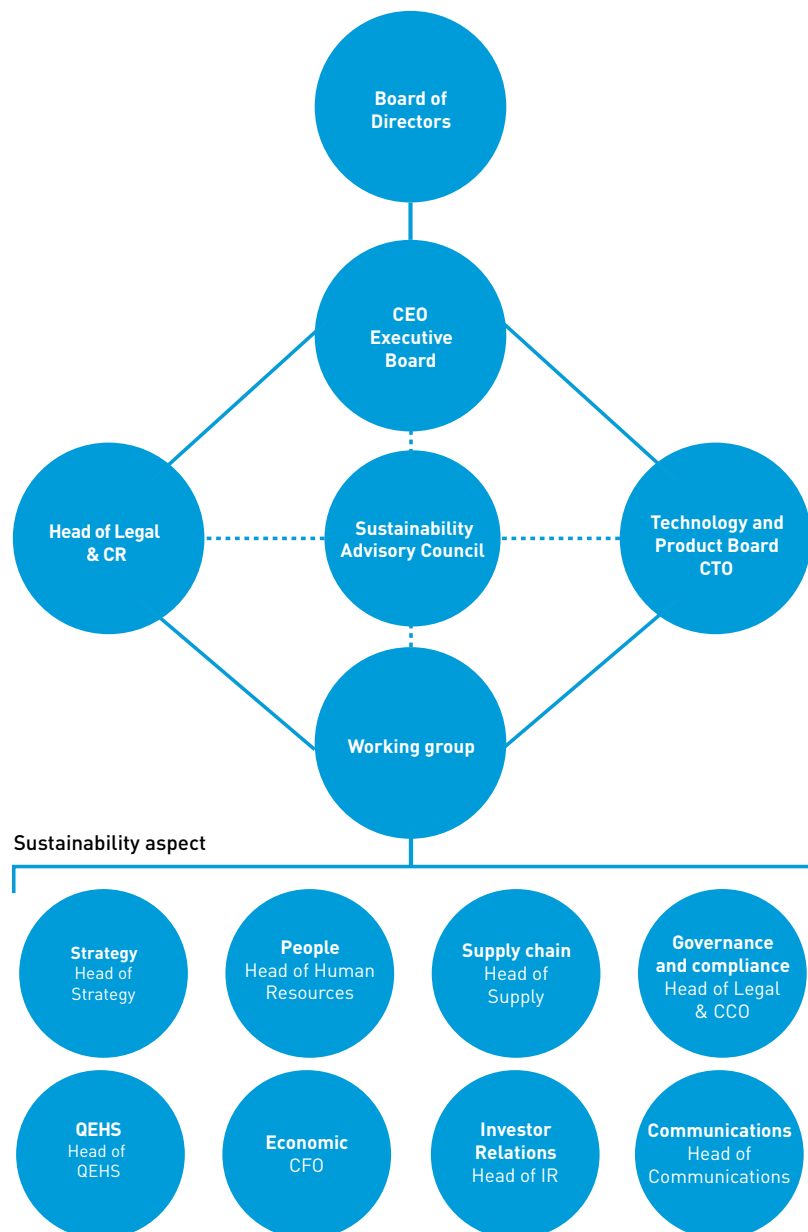 Board of
Directors
CEO
Executive
Board
Head of Legal
& CR
Sustainability
Advisory Council
Technology and
Product Board
CTO
Working group
Sustainability aspect
Strategy
Head of
Strategy
People
Head of Human
Resources
Supply chain
Head of
Supply
Governance
and compliance
Head of Legal
& CCO
QEHS
Head of
QEHS
Economic
CFO
Investor
Relations
Head of IR
Communications
Head of
Communications